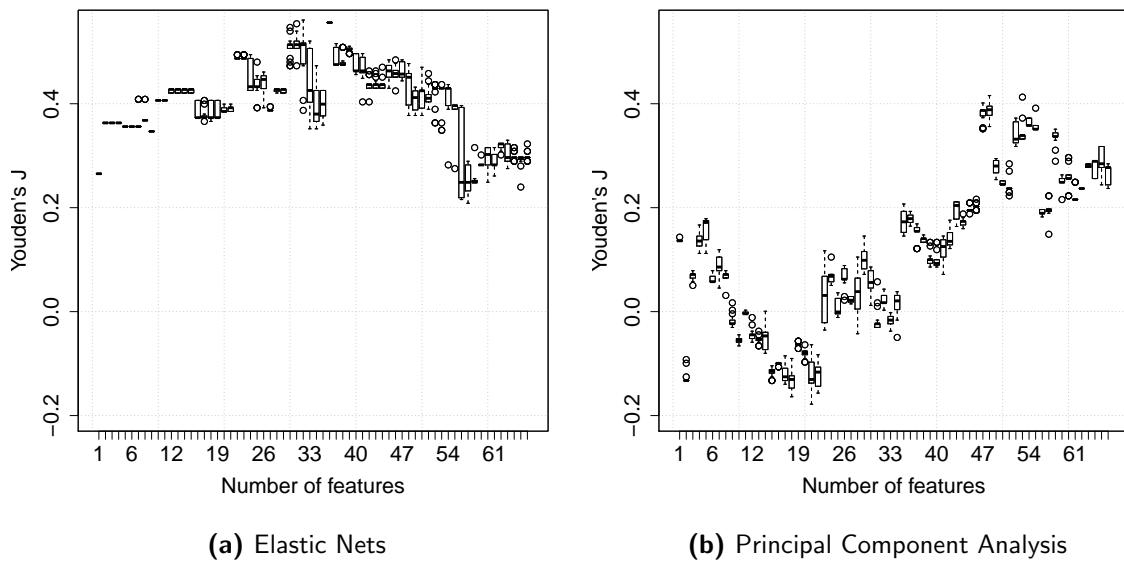 Youden's J
0.4
0.2
0.0
−0.2
1 6 12 19 26 33 40 47 54 61
Number of features
(a) Elastic Nets
Youden's J
0.4
0.2
0.0
−0.2
1 6 12 19 26 33 40 47 54 61
Number of features
(b) Principal Component Analysis